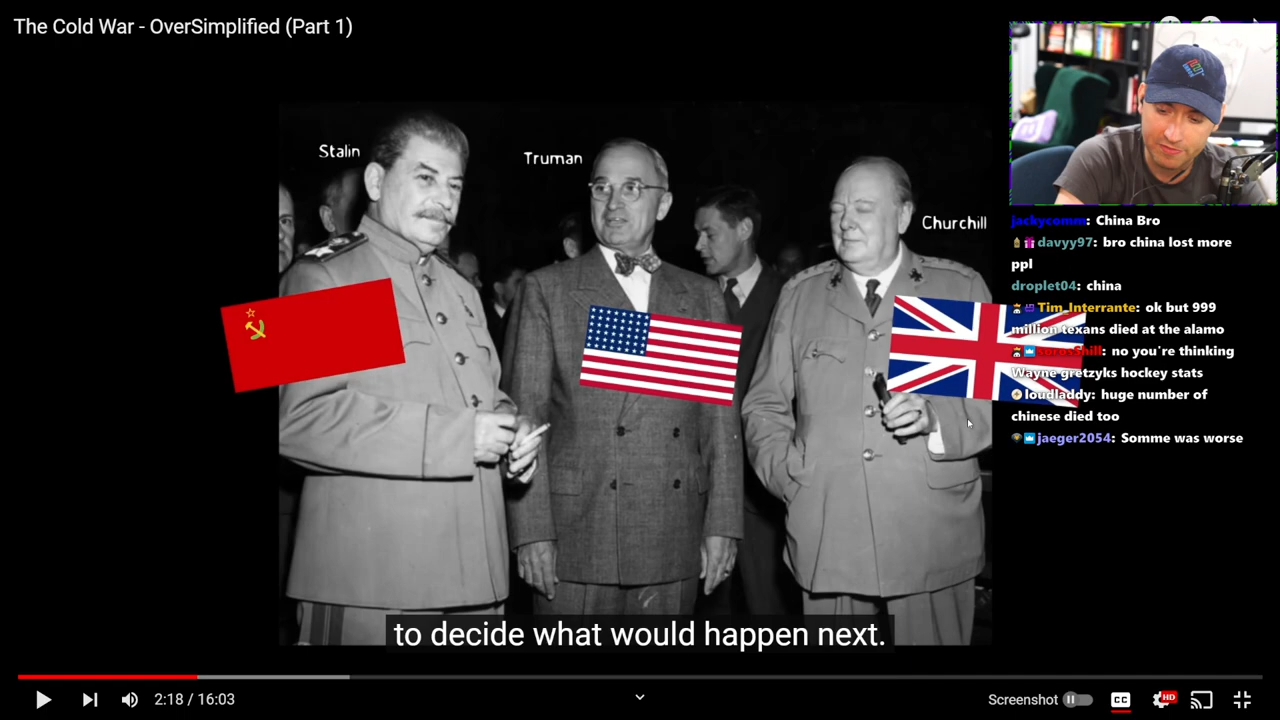 The Cold War - OverSimplified (Part 1)
Stalin
Truman
Churchill
jackycomm: China Bro
davyy97: bro china lost more
ppl
droplet04: china
Tim_Interrante: ok but 999
million texans died at the alamo
sorosShill: no you're thinking
Wayne gretzyks hockey stats
loudladdy: huge number of
chinese died too
jaeger2054: Somme was worse
to decide what would happen next.
2:18 / 16:03
Screenshot
CC
HD